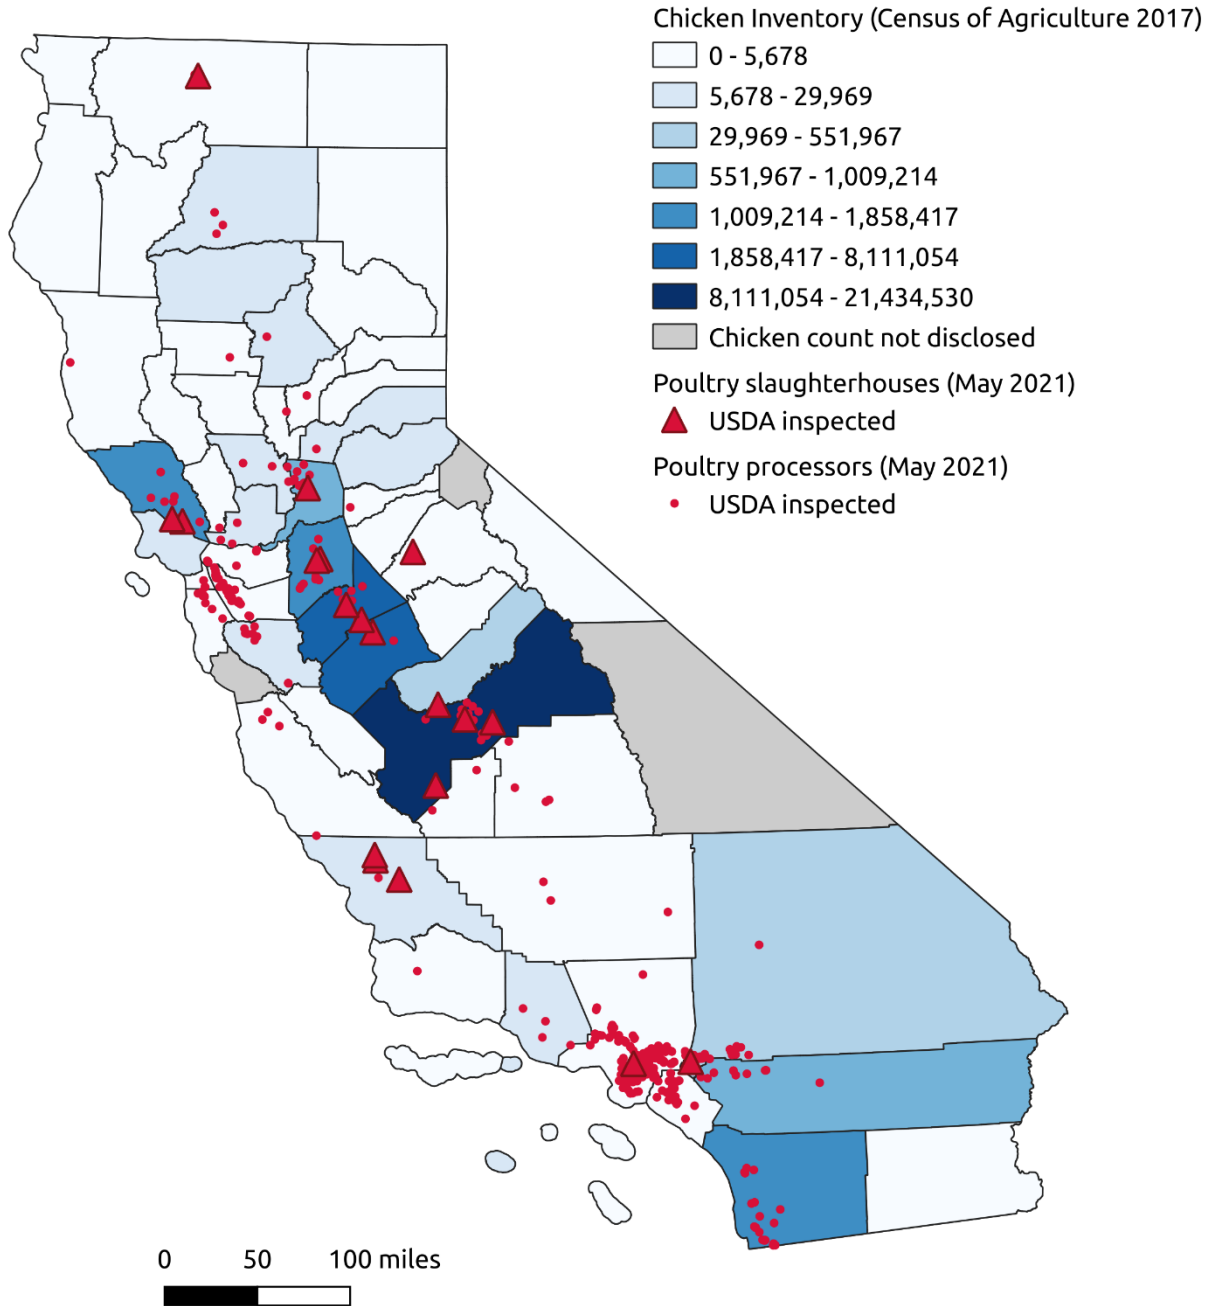 Chicken Inventory (Census of Agriculture 2017)
0 - 5,678
5,678 - 29,969
29,969 - 551,967
551,967 - 1,009,214
1,009,214 - 1,858,417
1,858,417 - 8,111,054
8,111,054 - 21,434,530
Chicken count not disclosed
Poultry slaughterhouses (May 2021)
USDA inspected
Poultry processors (May 2021)
USDA inspected
0 50 100 miles